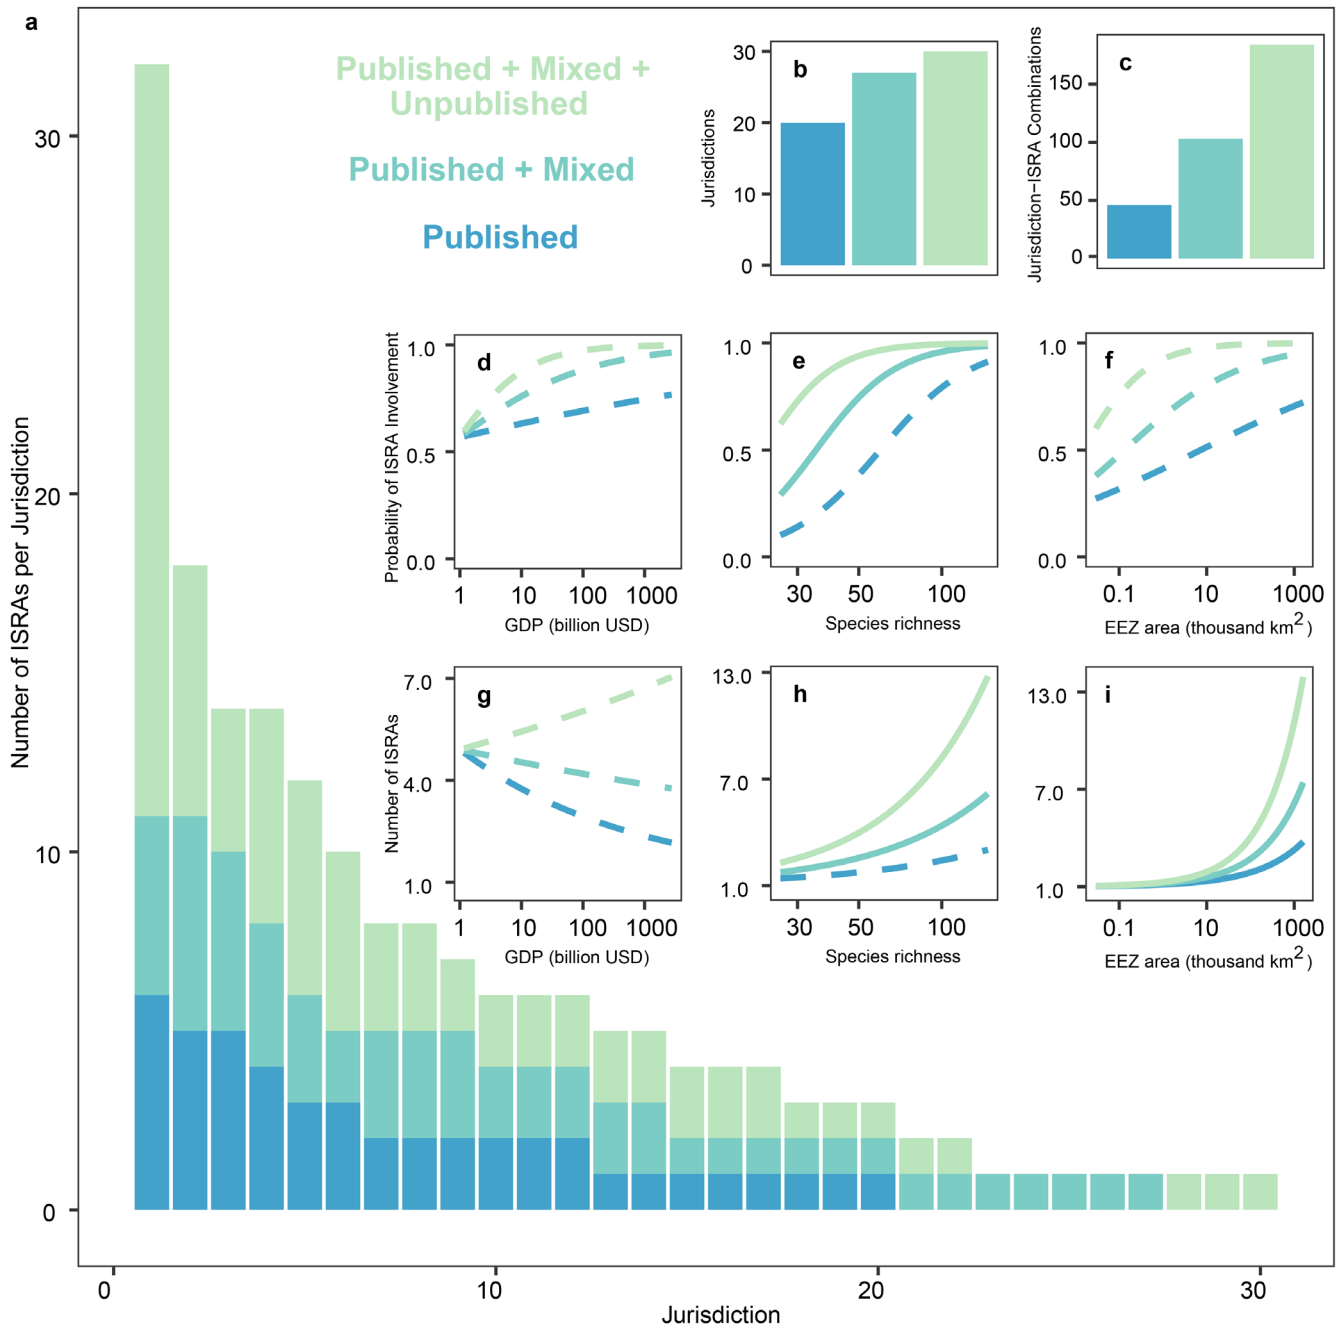 a
Published + Mixed +
Unpublished
Published + Mixed
Published
Number of ISRAs per Jurisdiction
30
20
10
0
0
10
20
30
Jurisdiction
b
Jurisdictions
30
20
10
0
c
Jurisdiction−ISRA Combinations
150
100
50
0
d
Probability of ISRA Involvement
1.0
0.5
0.0
1 10 100 1000
GDP (billion USD)
e
1.0
0.5
0.0
30 50 100
Species richness
f
1.0
0.5
0.0
0.1 10 1000
EEZ area (thousand km²)
g
Number of ISRAs
7.0
4.0
1.0
1 10 100 1000
GDP (billion USD)
h
13.0
7.0
1.0
30 50 100
Species richness
i
13.0
7.0
1.0
0.1 10 1000
EEZ area (thousand km²)